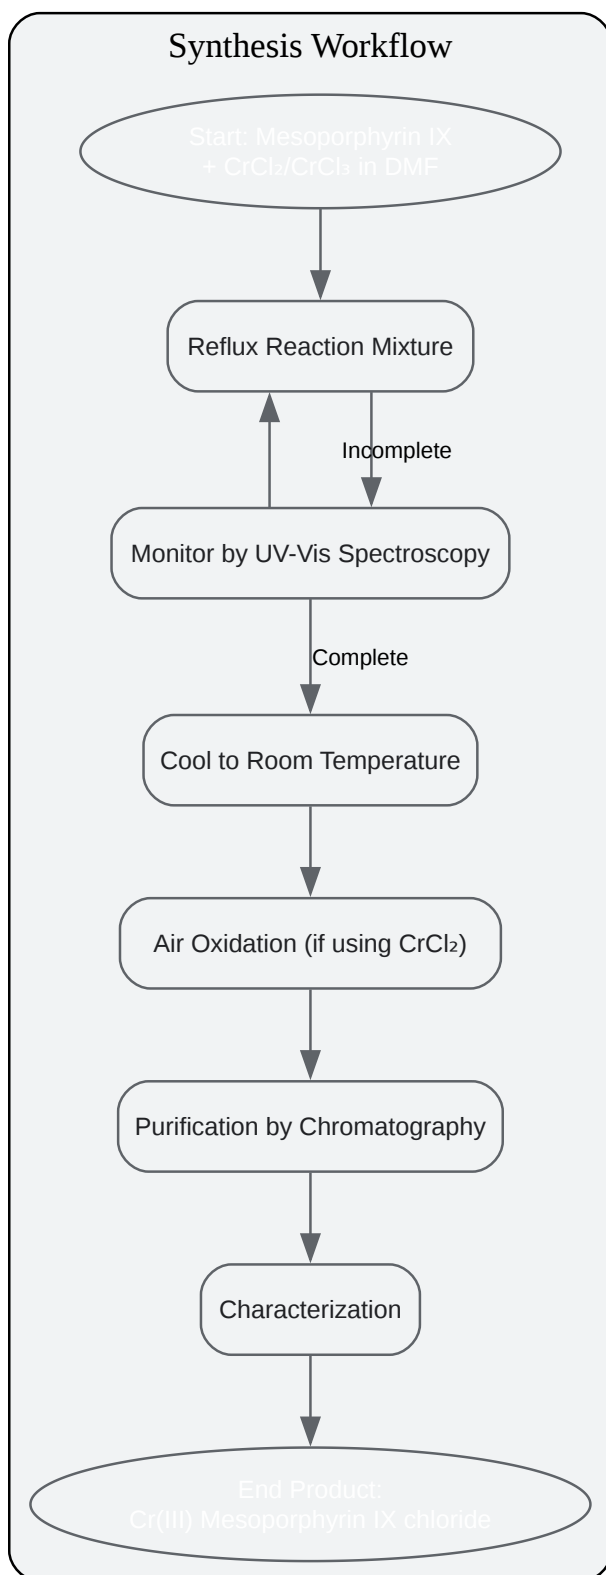 Synthesis Workflow
Start: Mesoporphyrin IX
+ CrCl₂/CrCl₃ in DMF
Reflux Reaction Mixture
Incomplete
Monitor by UV-Vis Spectroscopy
Complete
Cool to Room Temperature
Air Oxidation (if using CrCl₂)
Purification by Chromatography
Characterization
End Product:
Cr(III) Mesoporphyrin IX chloride